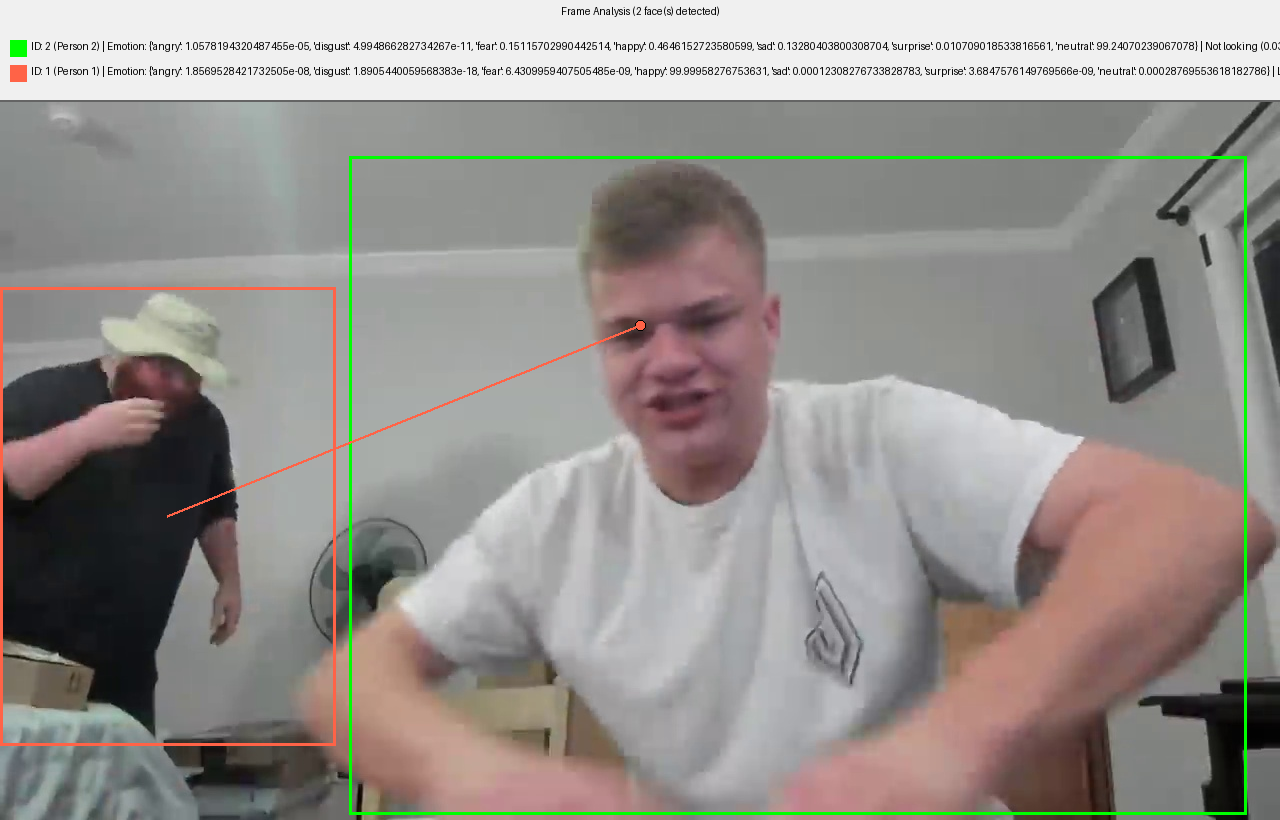 Frame Analysis (2 face(s) detected)
ID: 2 (Person 2) | Emotion: {'angry': 1.0578194320487455e-05, 'disgust': 4.994866282734267e-11, 'fear': 0.15115702990442514, 'happy': 0.4646152723580599, 'sad': 0.13280403800308704, 'surprise': 0.010709018533816561, 'neutral': 99.24070239067078} | Not looking (0.03
ID: 1 (Person 1) | Emotion: {'angry': 1.8569528421732505e-08, 'disgust': 1.8905440059568383e-18, 'fear': 6.4309959407505485e-09, 'happy': 99.99958276753631, 'sad': 0.00012308276733828783, 'surprise': 3.6847576149769566e-09, 'neutral': 0.00028769553618182786} | L